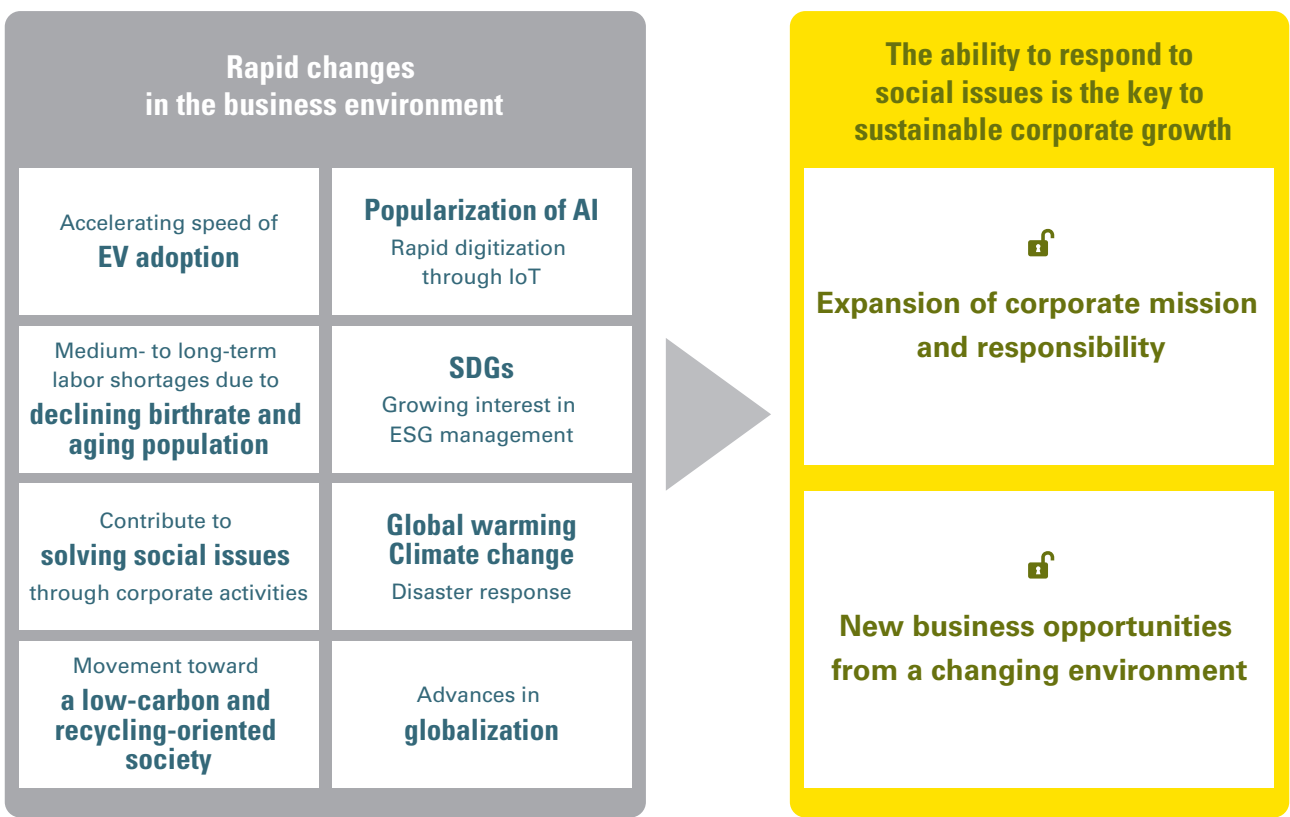 Rapid changes
in the business environment
Accelerating speed of
EV adoption
Popularization of AI
Rapid digitization
through IoT
Medium- to long-term
labor shortages due to
declining birthrate and
aging population
SDGs
Growing interest in
ESG management
Contribute to
solving social issues
through corporate activities
Global warming
Climate change
Disaster response
Movement toward
a low-carbon and
recycling-oriented
society
Advances in
globalization
The ability to respond to
social issues is the key to
sustainable corporate growth
Expansion of corporate mission
and responsibility
New business opportunities
from a changing environment